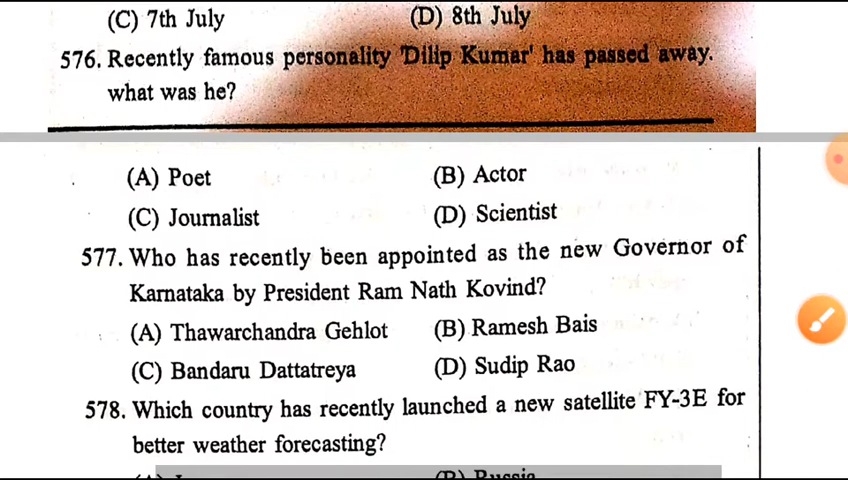 (C) 7th July (D) 8th July
576. Recently famous personality 'Dilip Kumar' has passed away.
what was he?
(A) Poet (B) Actor
(C) Journalist (D) Scientist
577. Who has recently been appointed as the new Governor of
Karnataka by President Ram Nath Kovind?
(A) Thawarchandra Gehlot (B) Ramesh Bais
(C) Bandaru Dattatreya (D) Sudip Rao
578. Which country has recently launched a new satellite FY-3E for
better weather forecasting?
(B) Russia